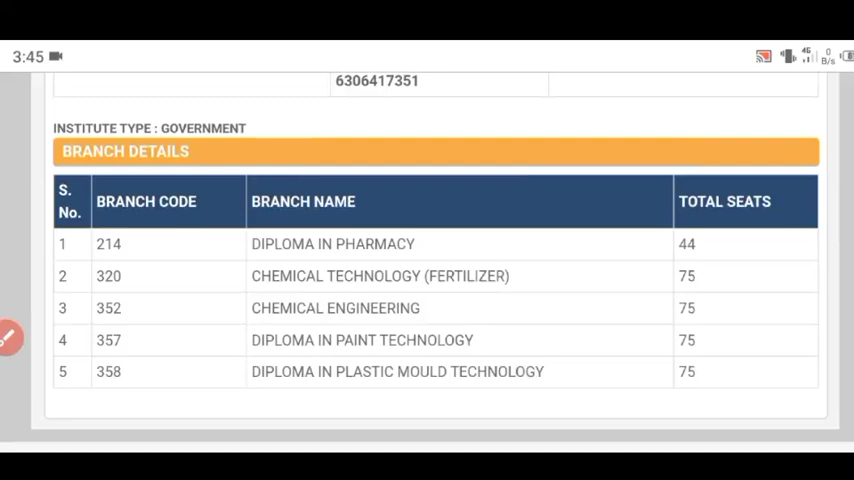 3:45
4G
0
B/s
6306417351
INSTITUTE TYPE : GOVERNMENT
BRANCH DETAILS
S. No. BRANCH CODE BRANCH NAME TOTAL SEATS
1 214 DIPLOMA IN PHARMACY 44
2 320 CHEMICAL TECHNOLOGY (FERTILIZER) 75
3 352 CHEMICAL ENGINEERING 75
4 357 DIPLOMA IN PAINT TECHNOLOGY 75
5 358 DIPLOMA IN PLASTIC MOULD TECHNOLOGY 75